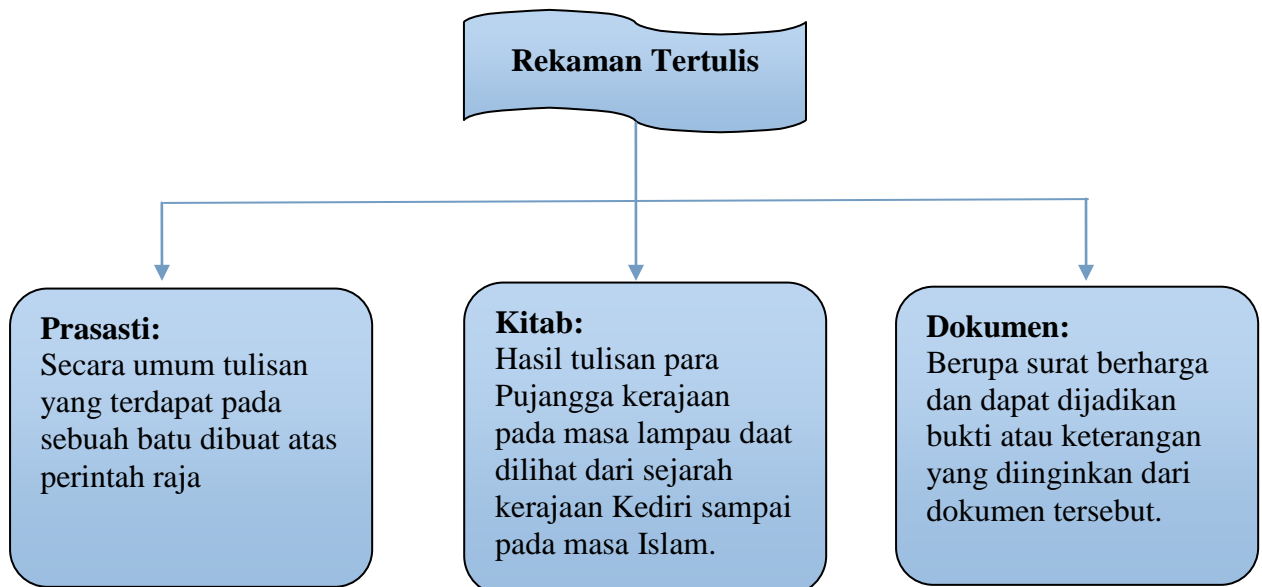 Rekaman Tertulis
Prasasti:
Secara umum tulisan
yang terdapat pada
sebuah batu dibuat atas
perintah raja
Kitab:
Hasil tulisan para
Pujangga kerajaan
pada masa lampau daat
dilihat dari sejarah
kerajaan Kediri sampai
pada masa Islam.
Dokumen:
Berupa surat berharga
dan dapat dijadikan
bukti atau keterangan
yang diinginkan dari
dokumen tersebut.